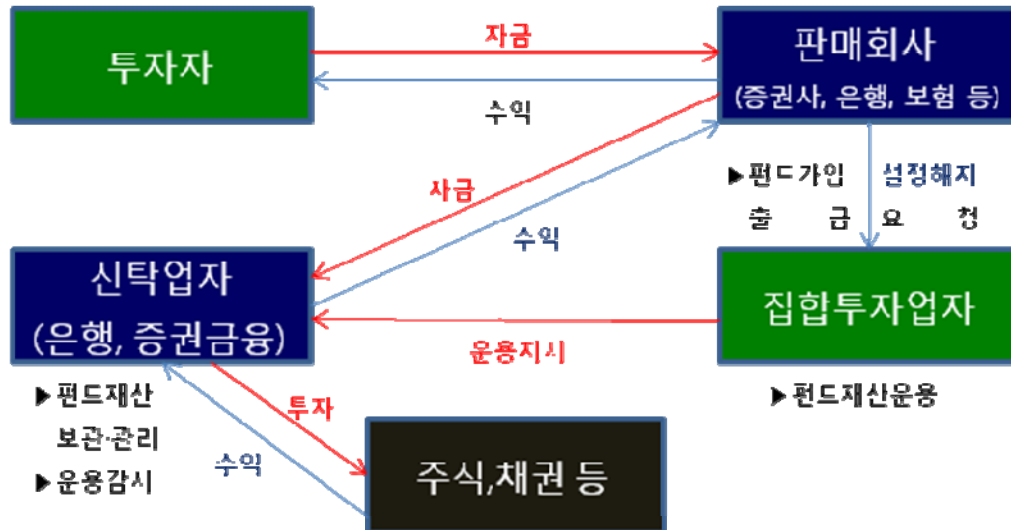 투자자
자금
수익
판매회사
(증권사, 은행, 보험 등)
자금
수익
▶펀드가입 설정해지
출 금 요 청
신탁업자
(은행, 증권금융)
운용지시
집합투자업자
▶펀드재산
보관·관리
▶운용감시
투자
수익
▶펀드재산운용
주식,채권 등